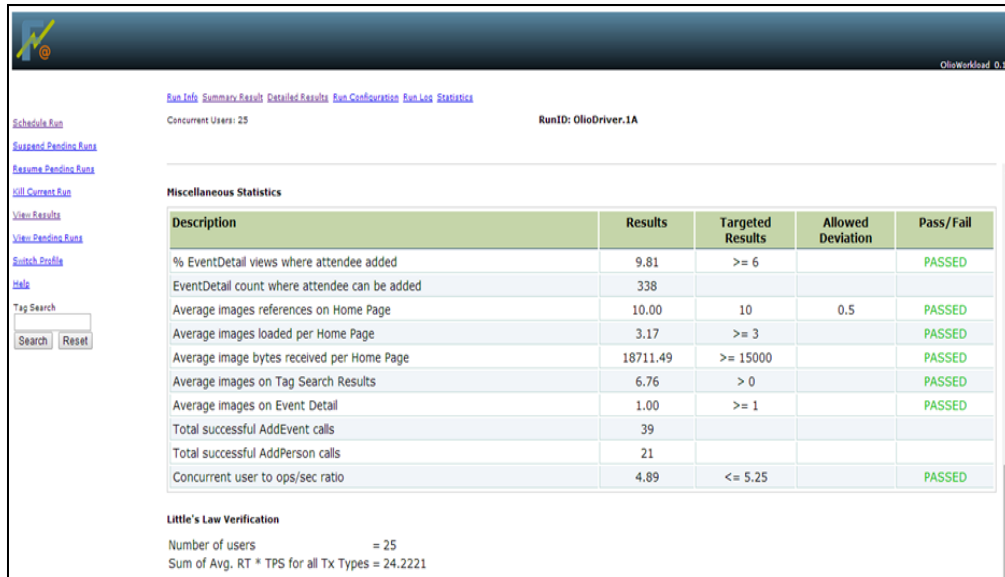 F@
OlioWorkload 0.1
Run Info Summary Result Detailed Results Run Configuration Run Log Statistics
Concurrent Users: 25 RunID: OlioDriver.1A
Schedule Run
Suspend Pending Runs
Resume Pending Runs
Kill Current Run
View Results
View Pending Runs
Switch Profile
Help
Tag Search
Search Reset
Miscellaneous Statistics
Description Results Targeted Results Allowed Deviation Pass/Fail
% EventDetail views where attendee added 9.81 >= 6 PASSED
EventDetail count where attendee can be added 338
Average images references on Home Page 10.00 10 0.5 PASSED
Average images loaded per Home Page 3.17 >= 3 PASSED
Average image bytes received per Home Page 18711.49 >= 15000 PASSED
Average images on Tag Search Results 6.76 > 0 PASSED
Average images on Event Detail 1.00 >= 1 PASSED
Total successful AddEvent calls 39
Total successful AddPerson calls 21
Concurrent user to ops/sec ratio 4.89 <= 5.25 PASSED
Little's Law Verification
Number of users = 25
Sum of Avg. RT * TPS for all Tx Types = 24.2221